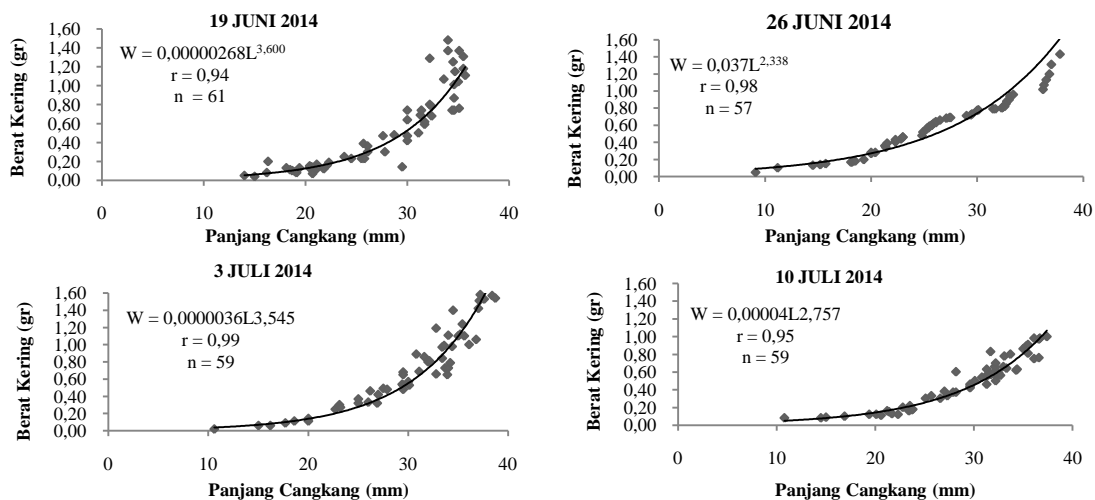 19 JUNI 2014
W = 0,00000268L3,600
r = 0,94
n = 61
Berat Kering (gr)
1,60
1,40
1,20
1,00
0,80
0,60
0,40
0,20
0,00
0 10 20 30 40
Panjang Cangkang (mm)
26 JUNI 2014
W = 0,037L2,338
r = 0,98
n = 57
Berat Kering (gr)
1,60
1,40
1,20
1,00
0,80
0,60
0,40
0,20
0,00
0 10 20 30 40
Panjang Cangkang (mm)
3 JULI 2014
W = 0,0000036L3,545
r = 0,99
n = 59
Berat Kering (gr)
1,60
1,40
1,20
1,00
0,80
0,60
0,40
0,20
0,00
0 10 20 30 40
Panjang Cangkang (mm)
10 JULI 2014
W = 0,00004L2,757
r = 0,95
n = 59
Berat Kering (gr)
1,60
1,40
1,20
1,00
0,80
0,60
0,40
0,20
0,00
0 10 20 30 40
Panjang Cangkang (mm)